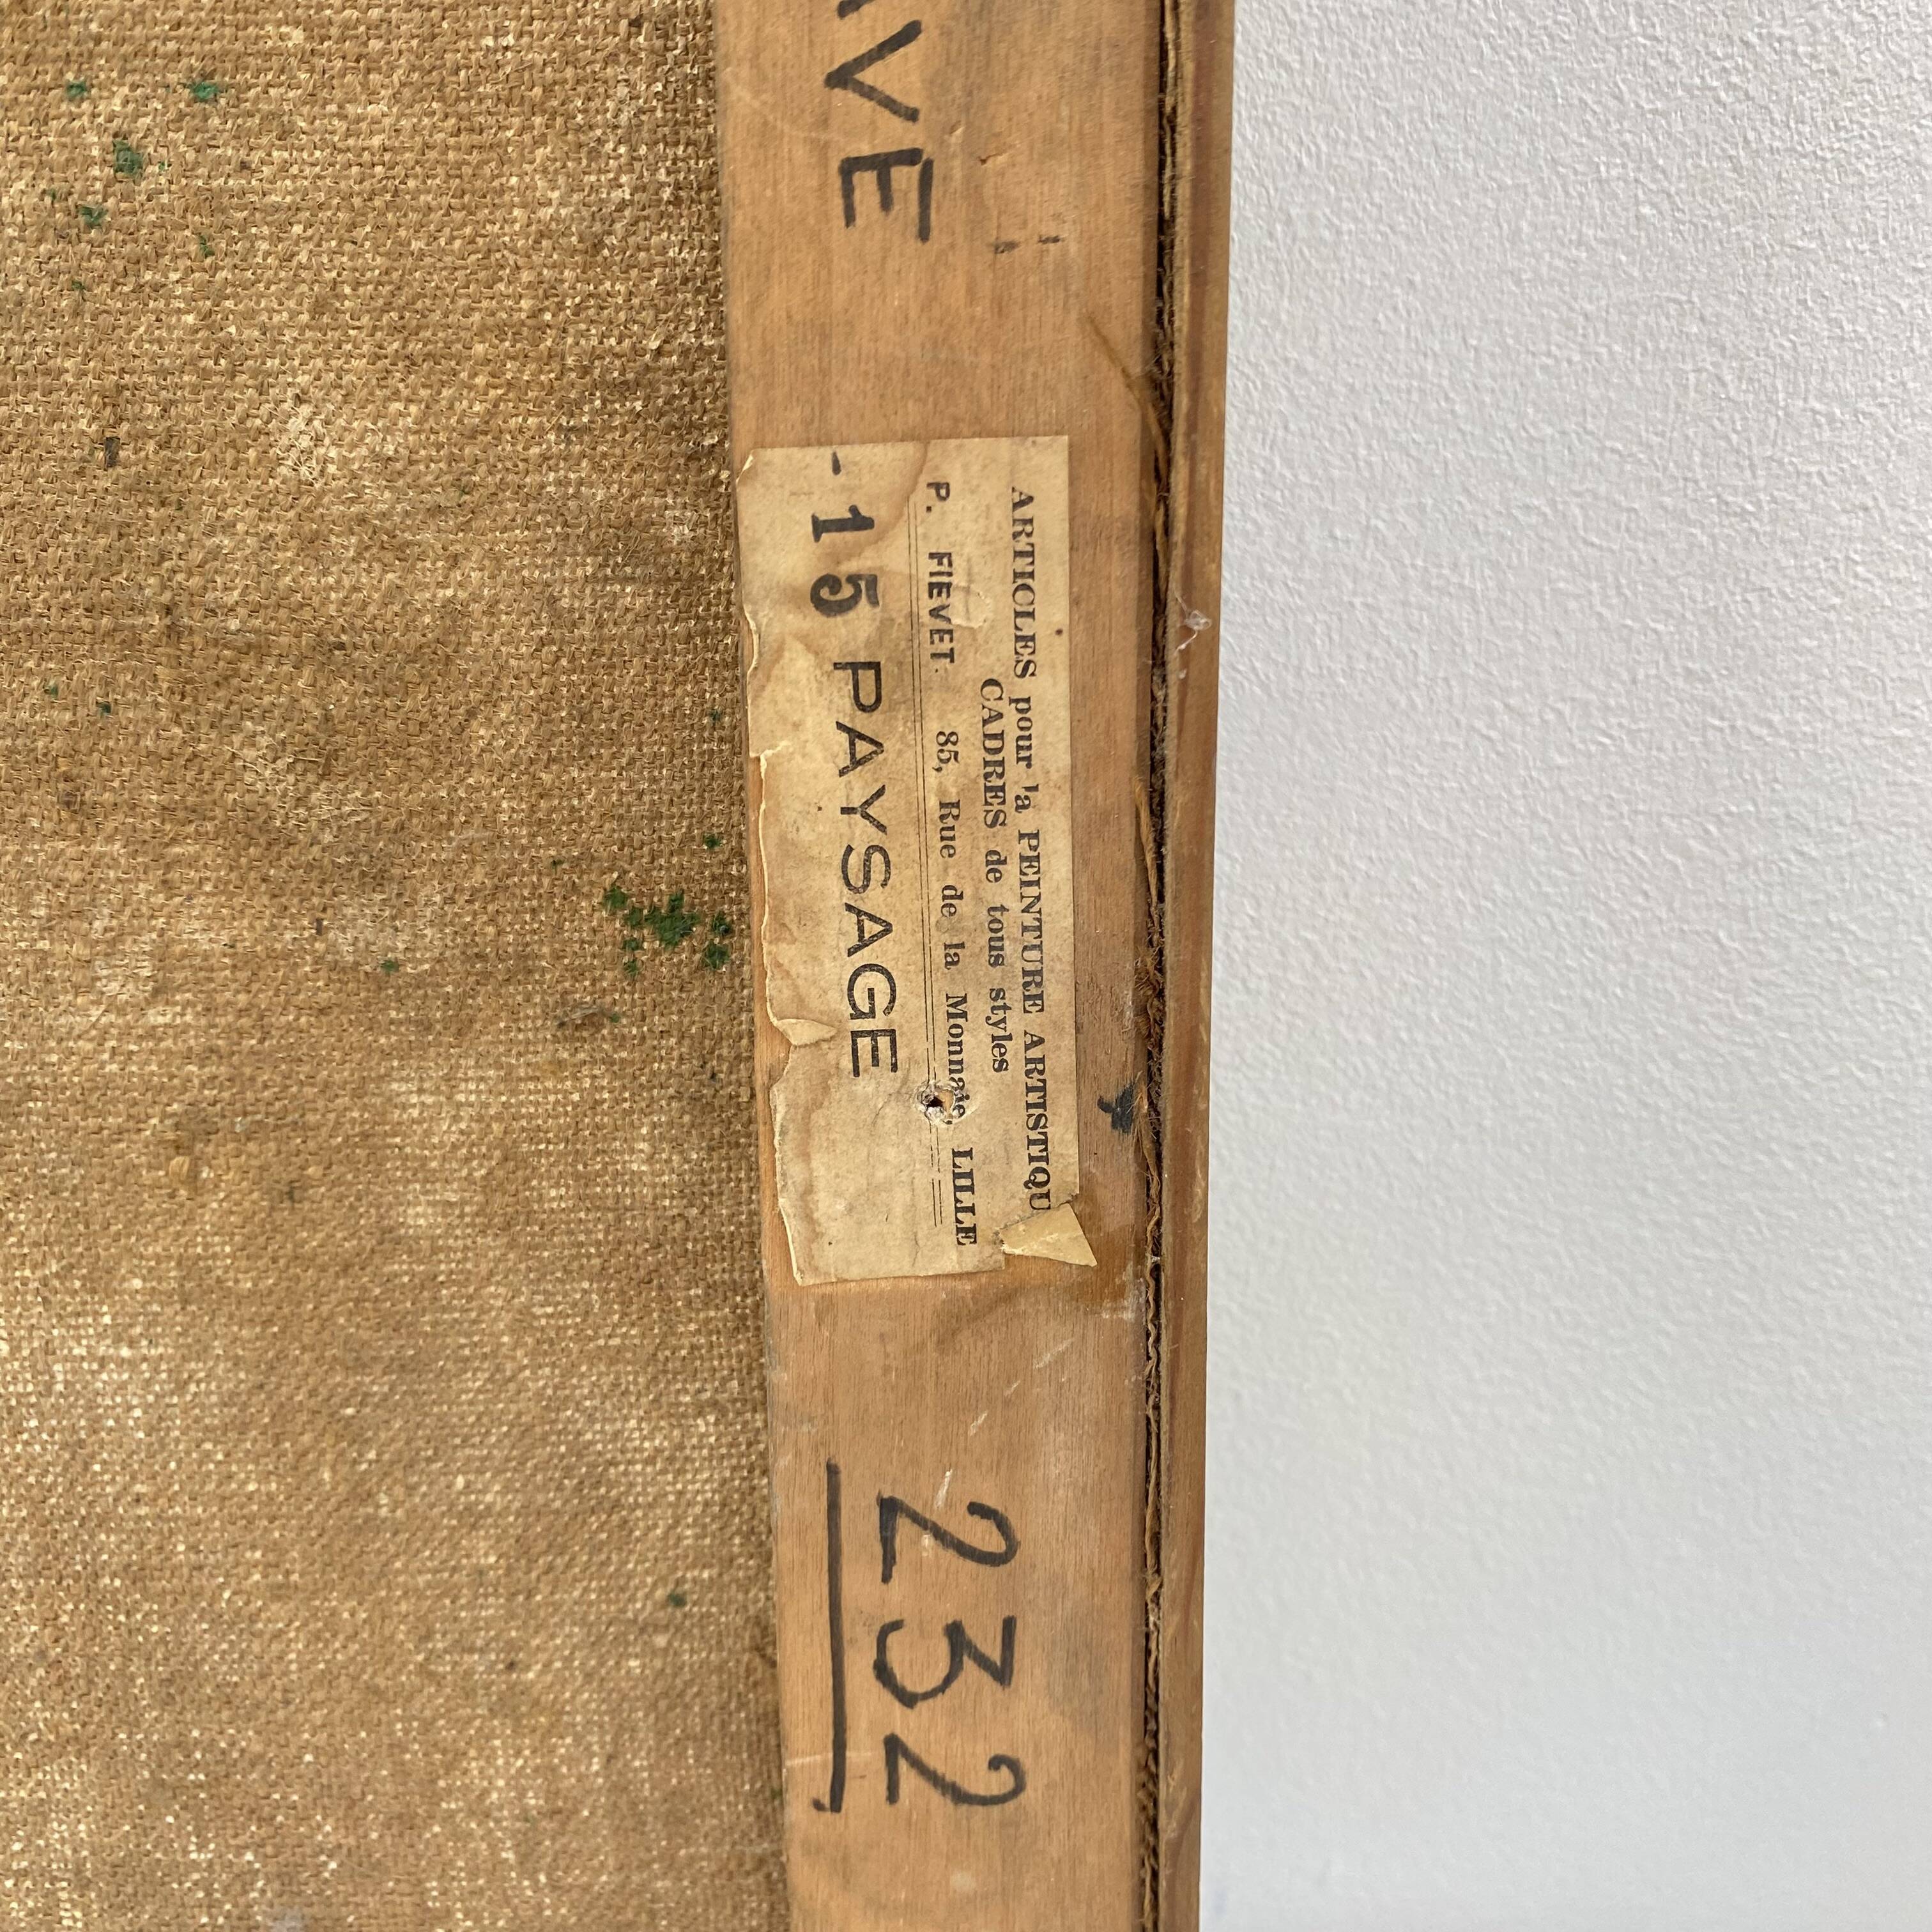 AVE
ARTICLES pour la PEINTURE ARTISTIQU
CADRES de tous styles
P. FIEVET. 85, Rue de la Monnaie, LILLE
-15 PAYSAGE
232